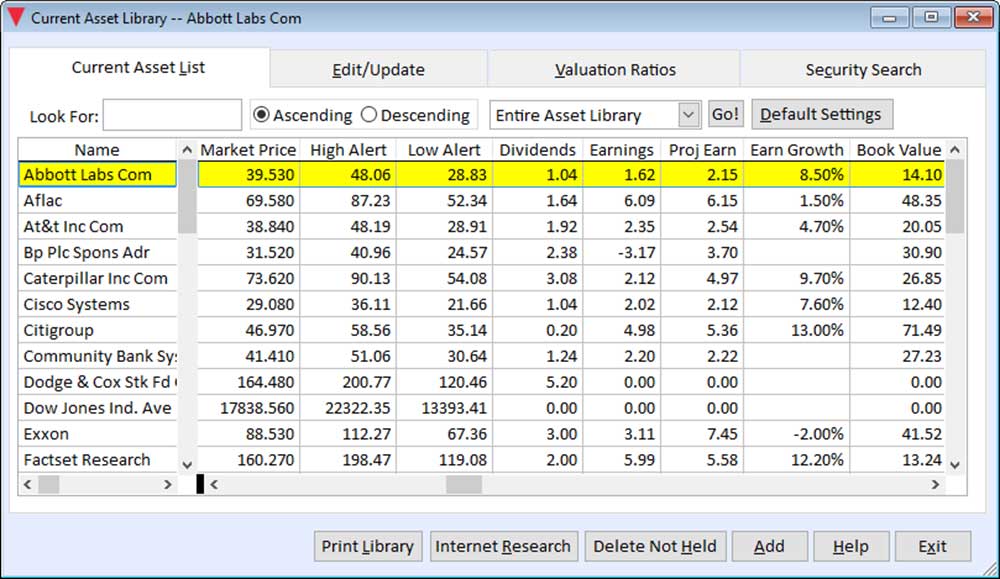 Current Asset Library -- Abbott Labs Com
Current Asset List Edit/Update Valuation Ratios Security Search
Look For: Ascending Descending Entire Asset Library Go! Default Settings
Name Market Price High Alert Low Alert Dividends Earnings Proj Earn Earn Growth Book Value
Abbott Labs Com 39.530 48.06 28.83 1.04 1.62 2.15 8.50% 14.10
Aflac 69.580 87.23 52.34 1.64 6.09 6.15 1.50% 48.35
At&t Inc Com 38.840 48.19 28.91 1.92 2.35 2.54 4.70% 20.05
Bp Plc Spons Adr 31.520 40.96 24.57 2.38 -3.17 3.70 30.90
Caterpillar Inc Com 73.620 90.13 54.08 3.08 2.12 4.97 9.70% 26.85
Cisco Systems 29.080 36.11 21.66 1.04 2.02 2.12 7.60% 12.40
Citigroup 46.970 58.56 35.14 0.20 4.98 5.36 13.00% 71.49
Community Bank Sys 41.410 51.06 30.64 1.24 2.20 2.22 27.23
Dodge & Cox Stk Fd 164.480 200.77 120.46 5.20 0.00 0.00 0.00
Dow Jones Ind. Ave 17838.560 22322.35 13393.41 0.00 0.00 0.00 0.00
Exxon 88.530 112.27 67.36 3.00 3.11 7.45 -2.00% 41.52
Factset Research 160.270 198.47 119.08 2.00 5.99 5.58 12.20% 13.24
Print Library Internet Research Delete Not Held Add Help Exit